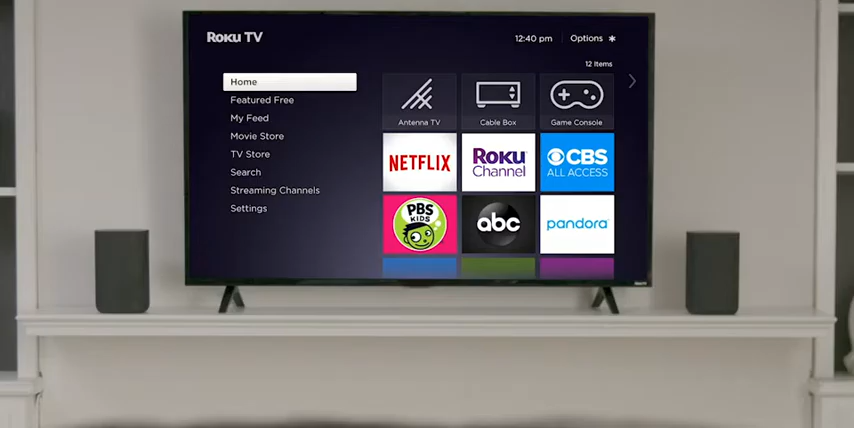 Roku TV
12:40 pm
Options *
12 Items
Home
Featured Free
My Feed
Movie Store
TV Store
Search
Streaming Channels
Settings
Antenna TV
Cable Box
Game Console
NETFLIX
Roku
Channel
CBS
ALL ACCESS
PBS
KIDS
abc
pandora